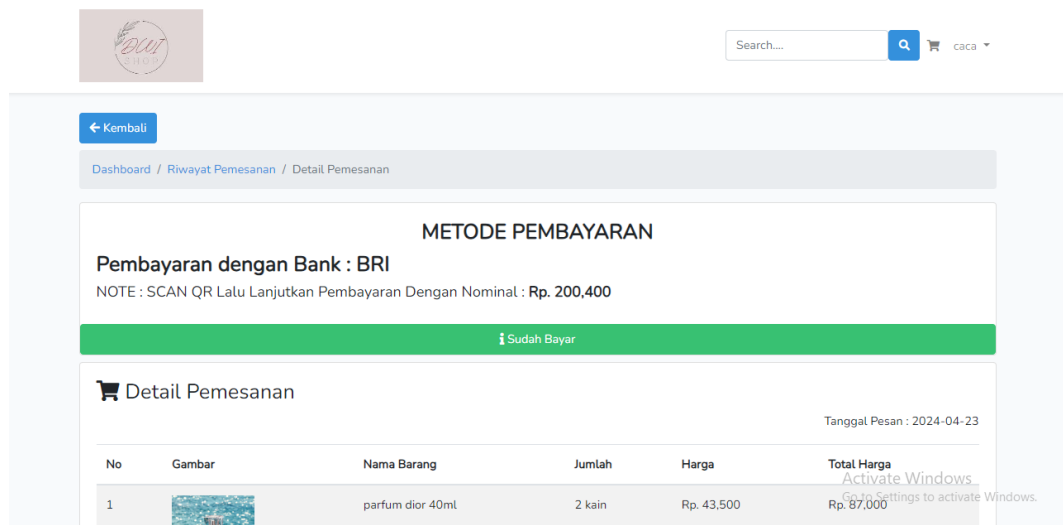 DWI
SHOP
Search....
caca
Kembali
Dashboard / Riwayat Pemesanan / Detail Pemesanan
METODE PEMBAYARAN
Pembayaran dengan Bank : BRI
NOTE : SCAN QR Lalu Lanjutkan Pembayaran Dengan Nominal : Rp. 200,400
Sudah Bayar
Detail Pemesanan
Tanggal Pesan : 2024-04-23
No Gambar Nama Barang Jumlah Harga Total Harga
1 parfum dior 40ml 2 kain Rp. 43,500 Rp. 87,000
Activate Windows
Go to Settings to activate Windows.